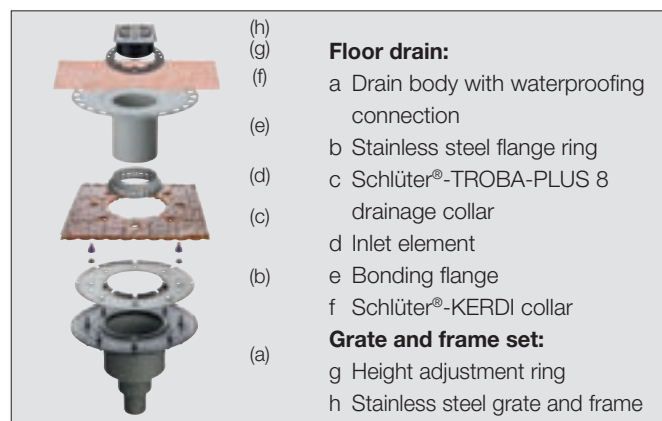 (h)
(g)
(f)
(e)
(d)
(c)
(b)
(a)
Floor drain:
a Drain body with waterproofing
connection
b Stainless steel flange ring
c Schlüter®-TROBA-PLUS 8
drainage collar
d Inlet element
e Bonding flange
f Schlüter®-KERDI collar
Grate and frame set:
g Height adjustment ring
h Stainless steel grate and frame